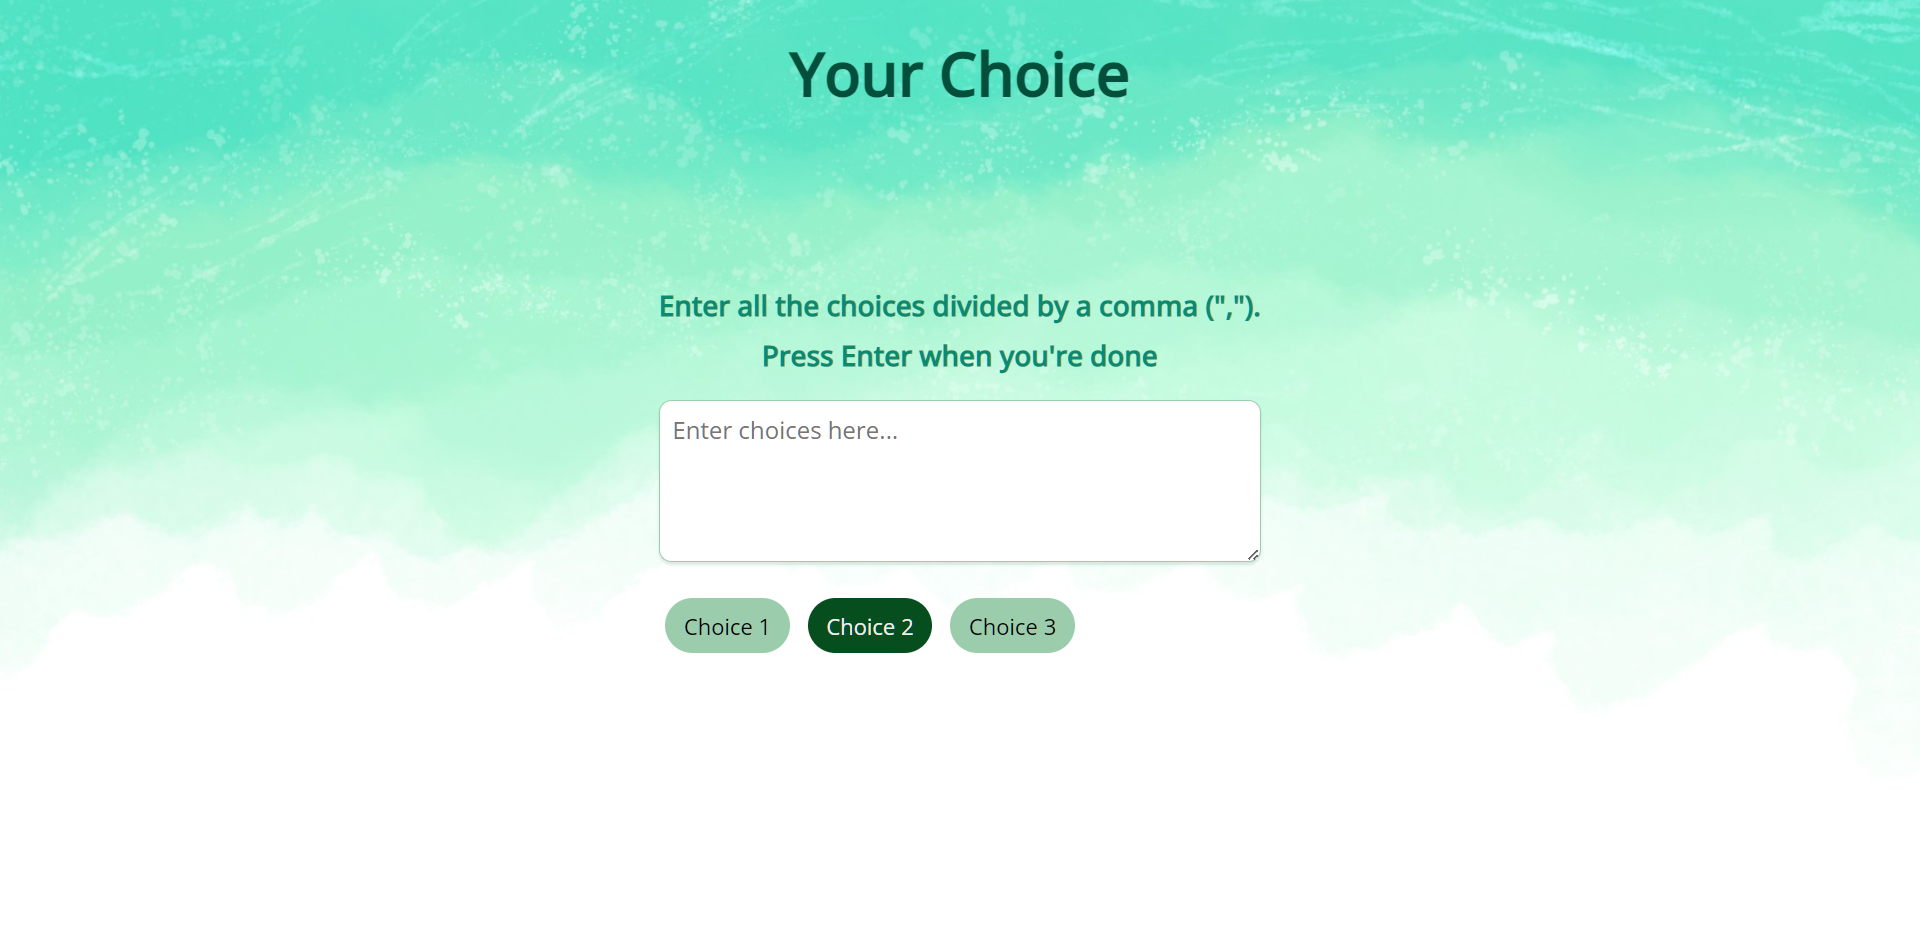 Your Choice
Enter all the choices divided by a comma (",").
Press Enter when you're done
Enter choices here...
Choice 1 Choice 2 Choice 3